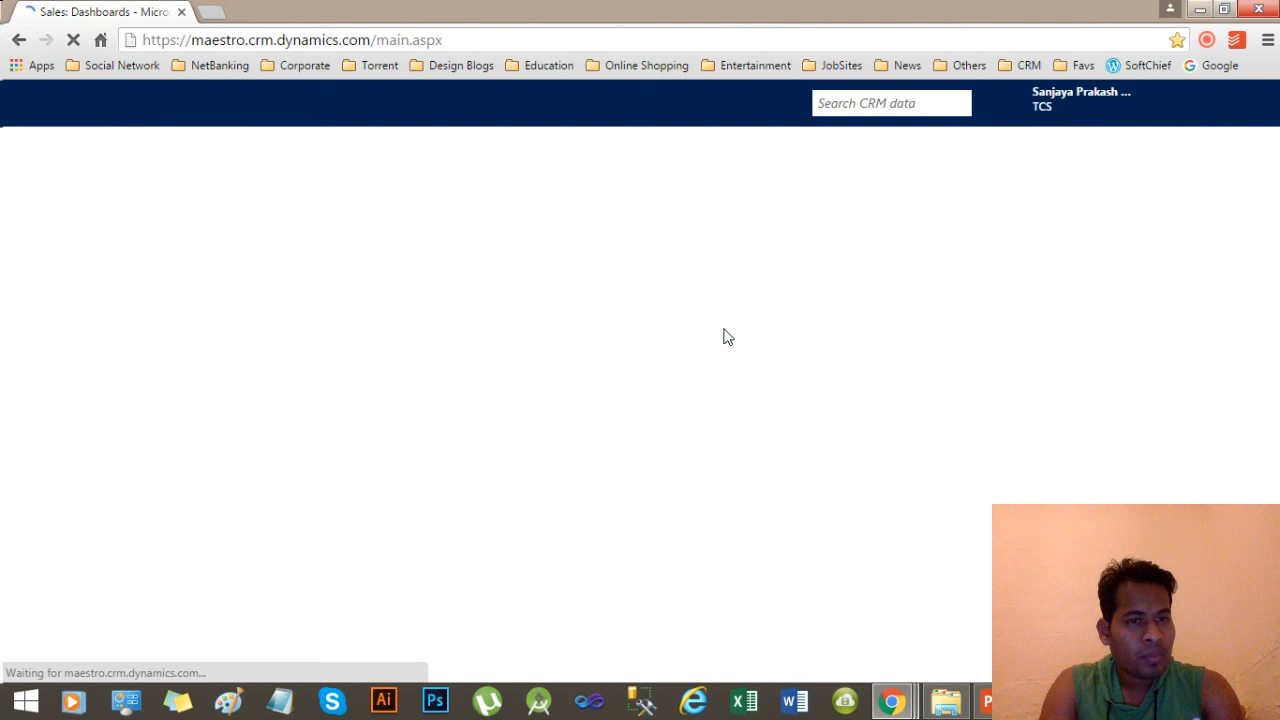 Sales: Dashboards - Micro
https://maestro.crm.dynamics.com/main.aspx
Apps Social Network NetBanking Corporate Torrent Design Blogs Education Online Shopping Entertainment JobSites News Others CRM Favs SoftChief Google
Search CRM data
Sanjaya Prakash ...
TCS
Waiting for maestro.crm.dynamics.com...